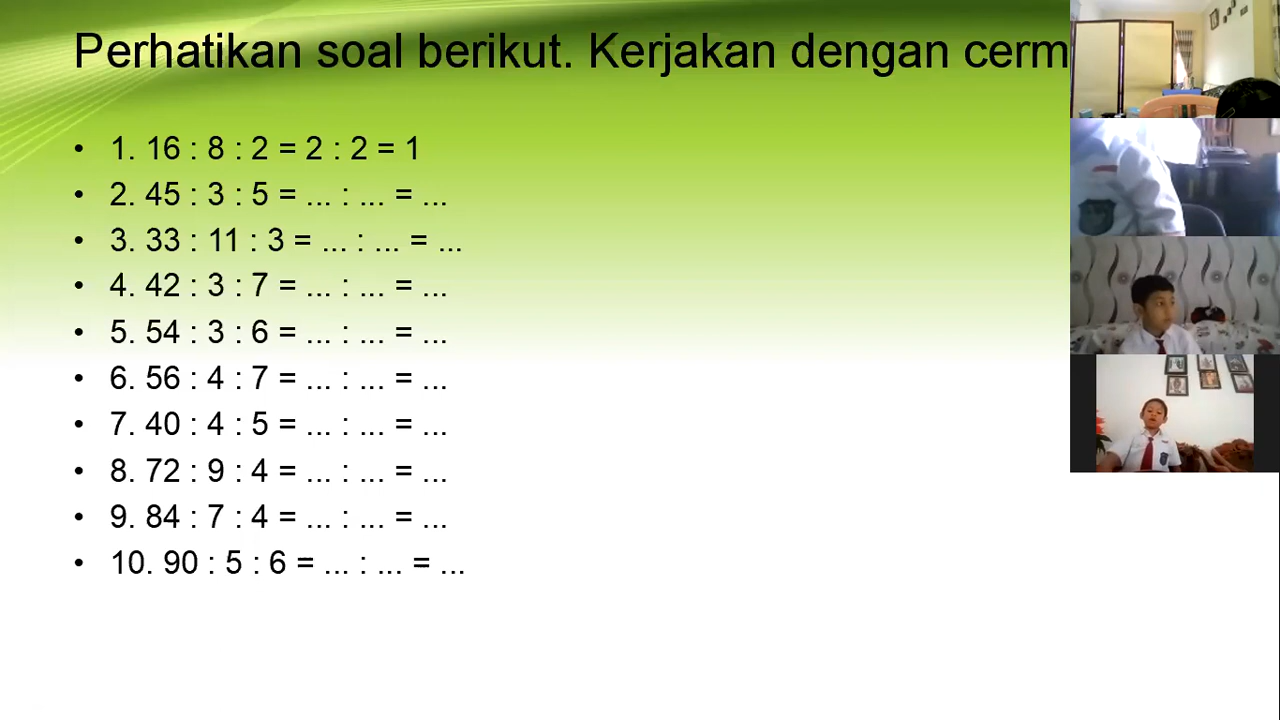 Perhatikan soal berikut. Kerjakan dengan
• 1. 16 : 8 : 2 = 2 : 2 = 1
• 2. 45 : 3 : 5 = ... : ... = ...
• 3. 33 : 11 : 3 = ... : ... = ...
• 4. 42 : 3 : 7 = ... : ... = ...
• 5. 54 : 3 : 6 = ... : ... = ...
• 6. 56 : 4 : 7 = ... : ... = ...
• 7. 40 : 4 : 5 = ... : ... = ...
• 8. 72 : 9 : 4 = ... : ... = ...
• 9. 84 : 7 : 4 = ... : ... = ...
• 10. 90 : 5 : 6 = ... : ... = ...